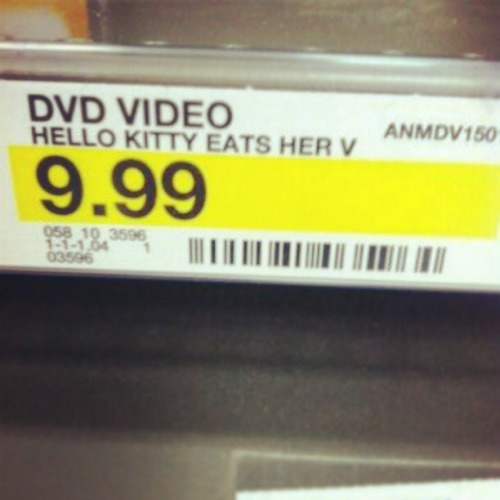 DVD VIDEO
HELLO KITTY EATS HER V
ANMDV150
9.99
058 10 3596
1-1-1.04 1
03596